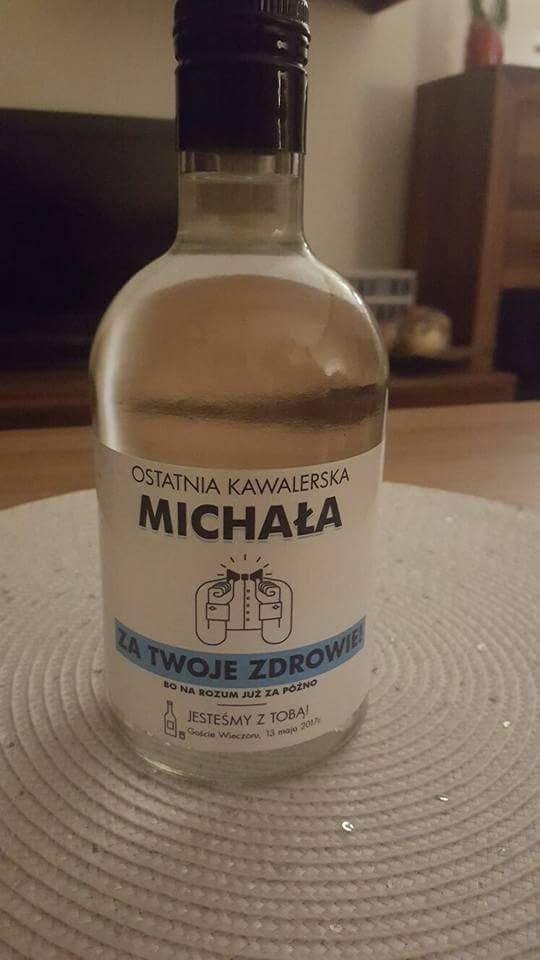 OSTATNIA KAWALERSKA
MICHAŁA
ZA TWOJE ZDROWIE!
BO NA ROZUM JUŻ ZA PÓŹNO
JESTEŚMY Z TOBĄ!
Goście Wieczoru, 13 maja 2017r.